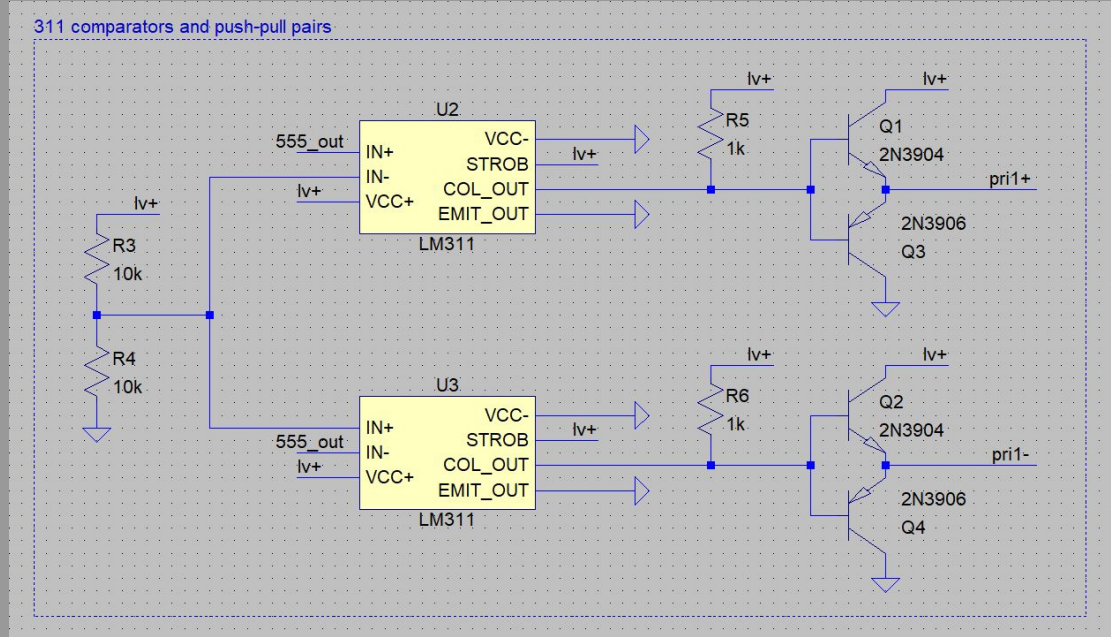 311 comparators and push-pull pairs
lv+
R3
10k
R4
10k
U2
555_out
IN+
IN-
lv+
VCC+
VCC-
STROB
lv+
COL_OUT
EMIT_OUT
LM311
lv+
R5
1k
lv+
Q1
2N3904
pri1+
2N3906
Q3
U3
IN+
555_out
IN-
lv+
VCC+
VCC-
STROB
lv+
COL_OUT
EMIT_OUT
LM311
lv+
R6
1k
lv+
Q2
2N3904
pri1-
2N3906
Q4